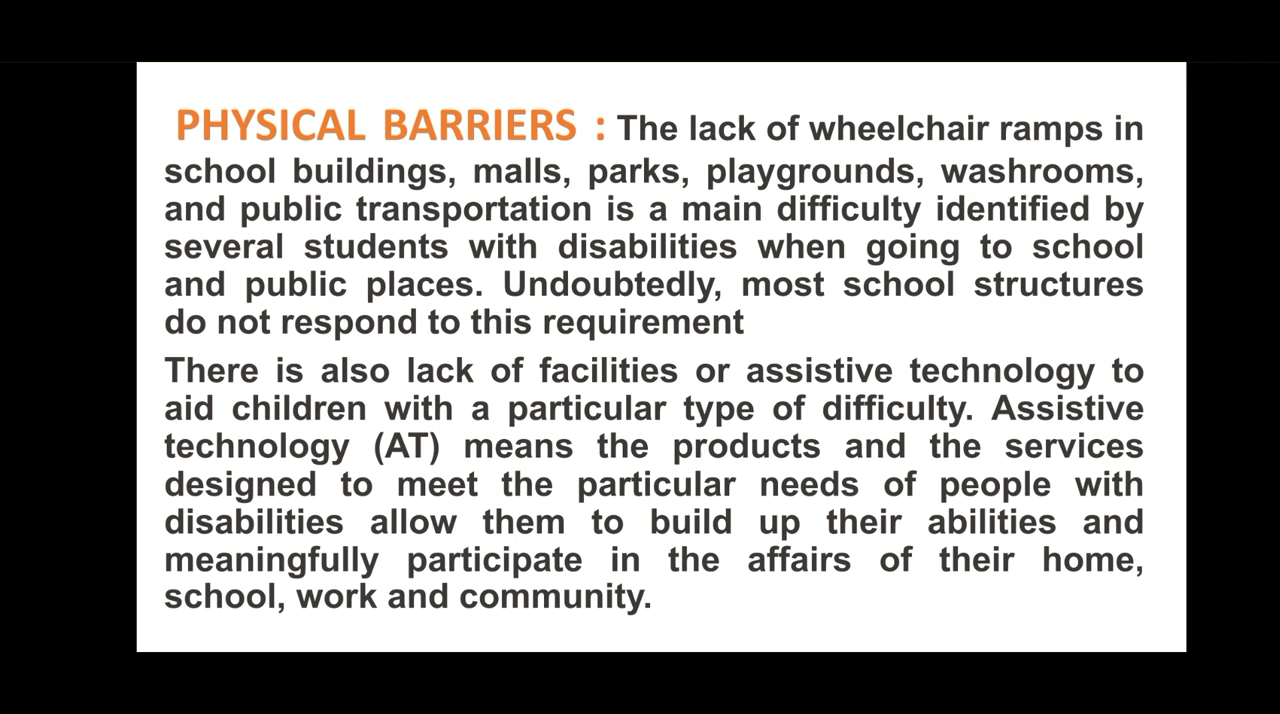 PHYSICAL BARRIERS : The lack of wheelchair ramps in
school buildings, malls, parks, playgrounds, washrooms,
and public transportation is a main difficulty identified by
several students with disabilities when going to school
and public places. Undoubtedly, most school structures
do not respond to this requirement
There is also lack of facilities or assistive technology to
aid children with a particular type of difficulty. Assistive
technology (AT) means the products and the services
designed to meet the particular needs of people with
disabilities allow them to build up their abilities and
meaningfully participate in the affairs of their home,
school, work and community.